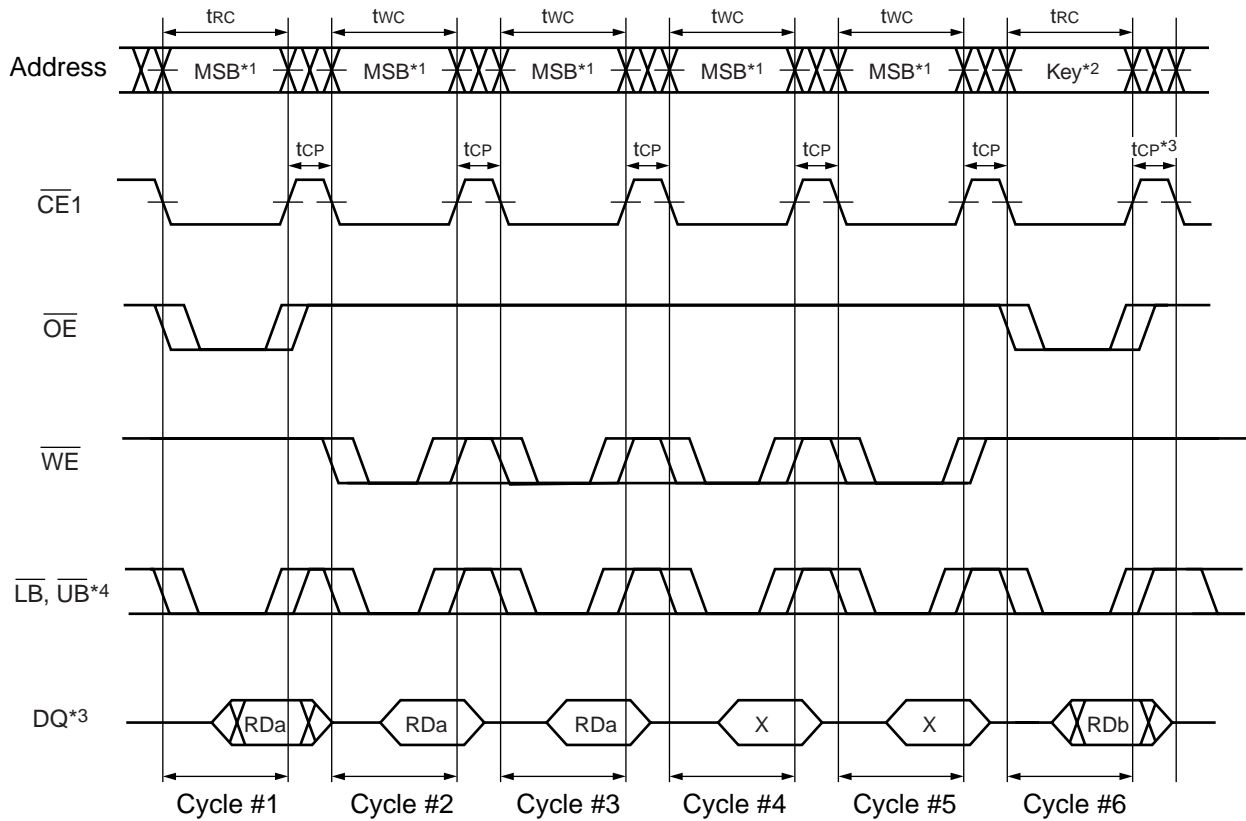 tRC tWC tWC tWC tWC tRC
Address MSB*1 MSB*1 MSB*1 MSB*1 MSB*1 Key*2
tCP tCP tCP tCP tCP tCP*3
CE1
OE
WE
LB, UB*4
DQ*3 RDa RDa RDa X X RDb
Cycle #1 Cycle #2 Cycle #3 Cycle #4 Cycle #5 Cycle #6